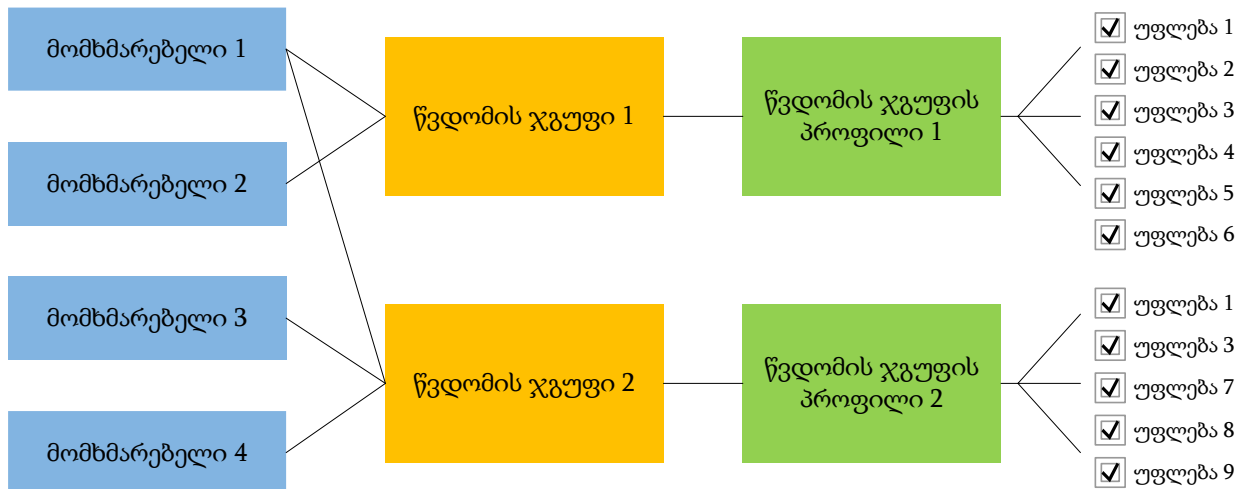 მომხმარებელი 1
მომხმარებელი 2
მომხმარებელი 3
მომხმარებელი 4
წვდომის ჯგუფი 1
წვდომის ჯგუფი 2
წვდომის ჯგუფის
პროფილი 1
წვდომის ჯგუფის
პროფილი 2
უფლება 1
უფლება 2
უფლება 3
უფლება 4
უფლება 5
უფლება 6
უფლება 1
უფლება 3
უფლება 7
უფლება 8
უფლება 9